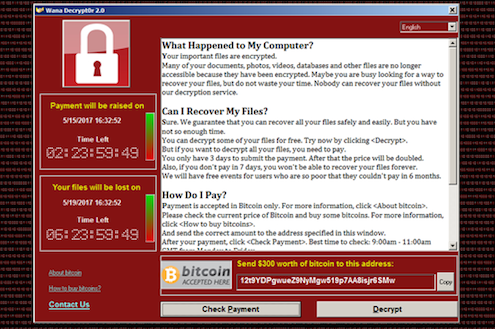 Wana Decrypt0r 2.0
English
What Happened to My Computer?
Your important files are encrypted.
Many of your documents, photos, videos, databases and other files are no longer
accessible because they have been encrypted. Maybe you are busy looking for a way to
recover your files, but do not waste your time. Nobody can recover your files without
our decryption service.
Can I Recover My Files?
Sure. We guarantee that you can recover all your files safely and easily. But you have
not so enough time.
You can decrypt some of your files for free. Try now by clicking <Decrypt>.
But if you want to decrypt all your files, you need to pay.
You only have 3 days to submit the payment. After that the price will be doubled.
Also, if you don't pay in 7 days, you won't be able to recover your files forever.
We will have free events for users who are so poor that they couldn't pay in 6 months.
How Do I Pay?
Payment is accepted in Bitcoin only. For more information, click <About bitcoin>.
Please check the current price of Bitcoin and buy some bitcoins. For more information,
click <How to buy bitcoins>.
And send the correct amount to the address specified in this window.
After your payment, click <Check Payment>. Best time to check: 9:00am - 11:00am
Payment will be raised on
5/15/2017 16:32:52
Time Left
02:23:59:49
Your files will be lost on
5/19/2017 16:32:52
Time Left
06:23:59:49
About bitcoin
How to buy bitcoins?
Contact Us
bitcoin
ACCEPTED HERE
Send $300 worth of bitcoin to this address:
12t9YDPgwueZ9NyMgw519p7AA8isjr6SMw
Copy
Check Payment
Decrypt